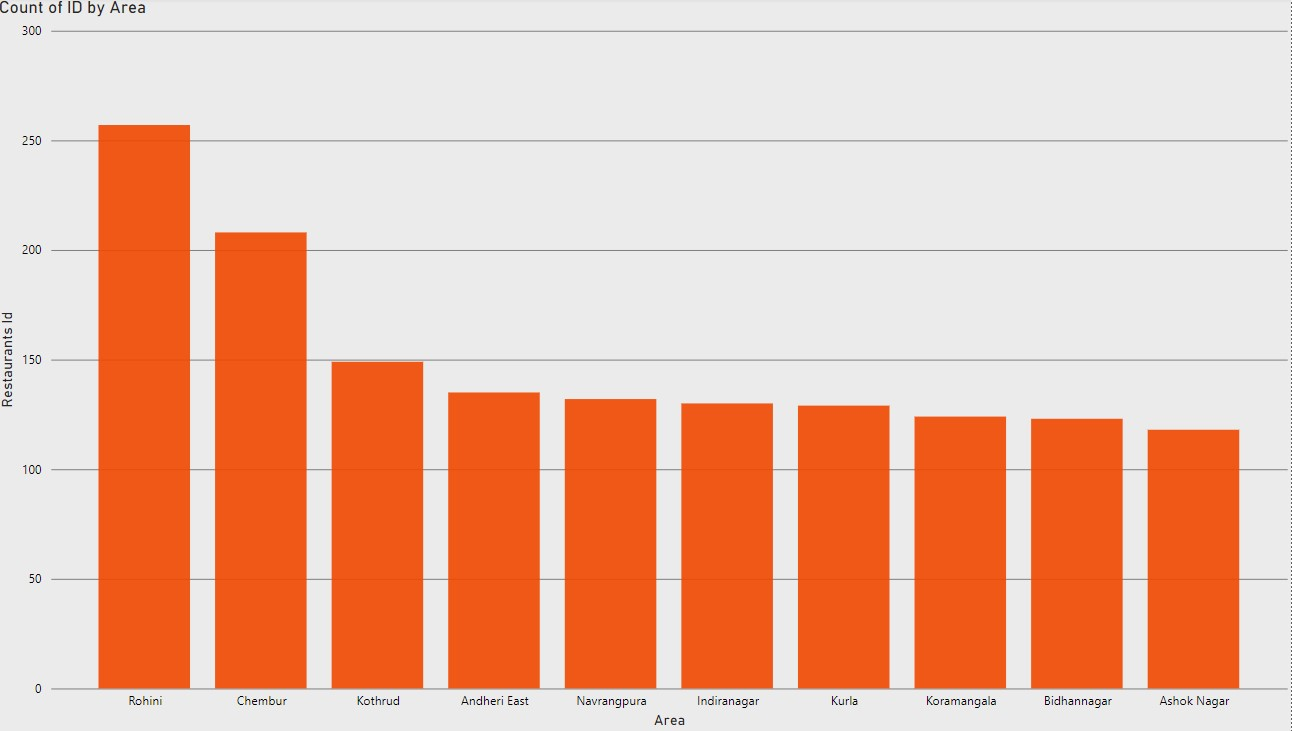 Count of ID by Area
300
250
200
150
100
50
0
Restaurants Id
Rohini Chembur Kothrud Andheri East Navrangpura Indiranagar Kurla Koramangala Bidhannagar Ashok Nagar
Area